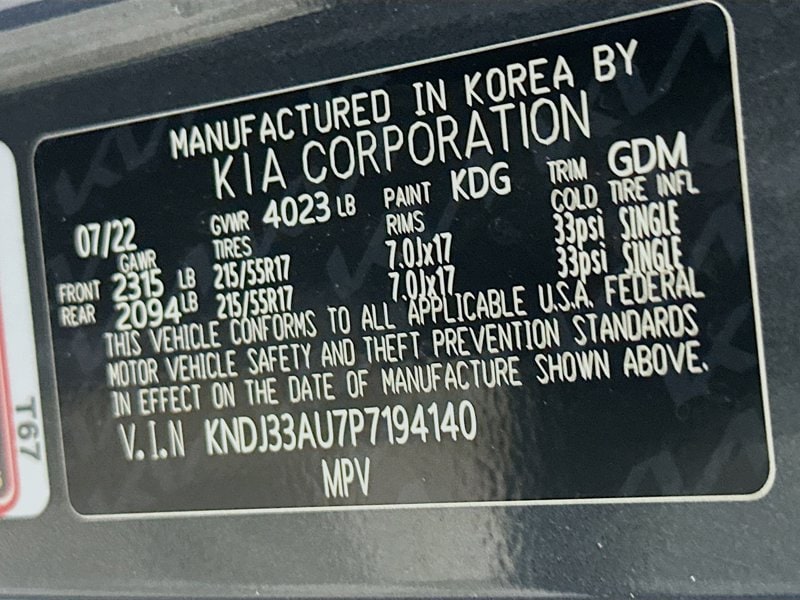 MANUFACTURED IN KOREA BY
KIA CORPORATION
07/22 GVWR 4023 LB PAINT KDG TRIM GDM
GAWR TIRES RIMS COLD TIRE INFL
FRONT 2315 LB 215/55R17 7.0Jx17 33psi SINGLE
REAR 2094 LB 215/55R17 7.0Jx17 33psi SINGLE
THIS VEHICLE CONFORMS TO ALL APPLICABLE U.S.A. FEDERAL
MOTOR VEHICLE SAFETY AND THEFT PREVENTION STANDARDS
IN EFFECT ON THE DATE OF MANUFACTURE SHOWN ABOVE.
V.I.N KNDJ33AU7P7194140
MPV
T67